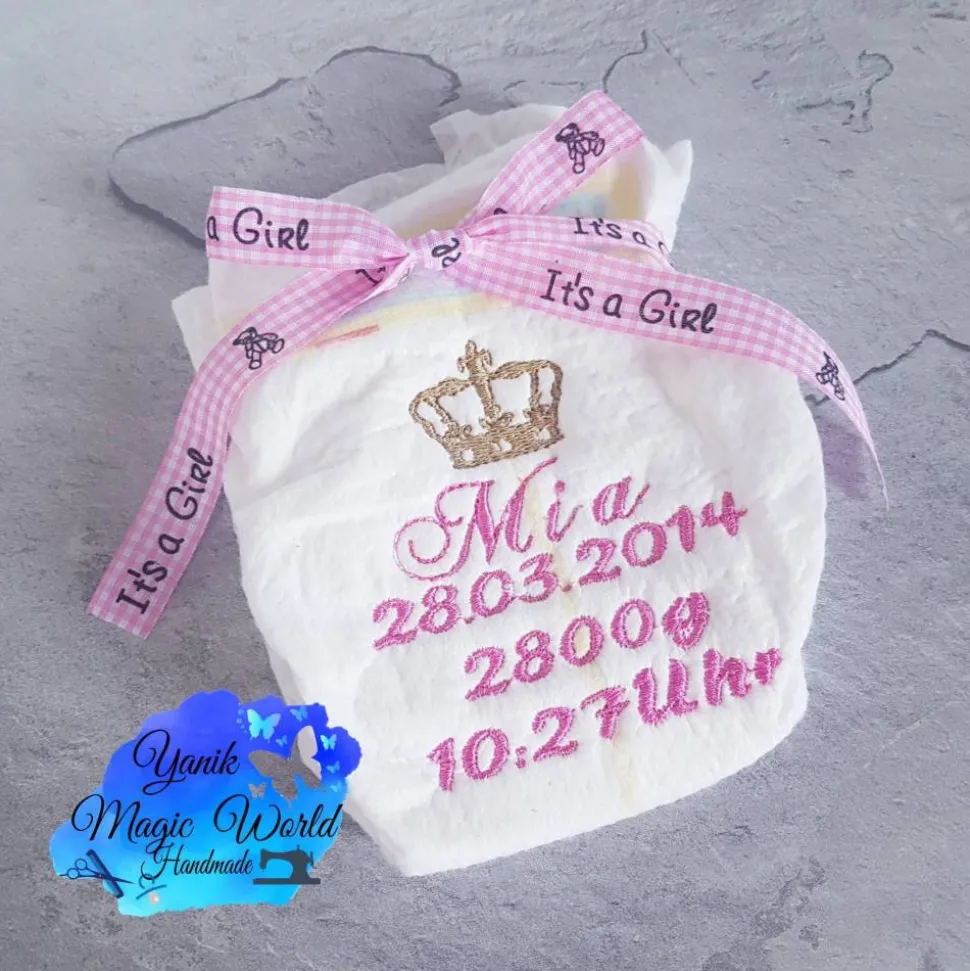 a Girl
It's a
It's a Girl
It's a Girl
Mia
28.03.2014
2800g
10:27Uhr
Yanik
Magic World
Handmade